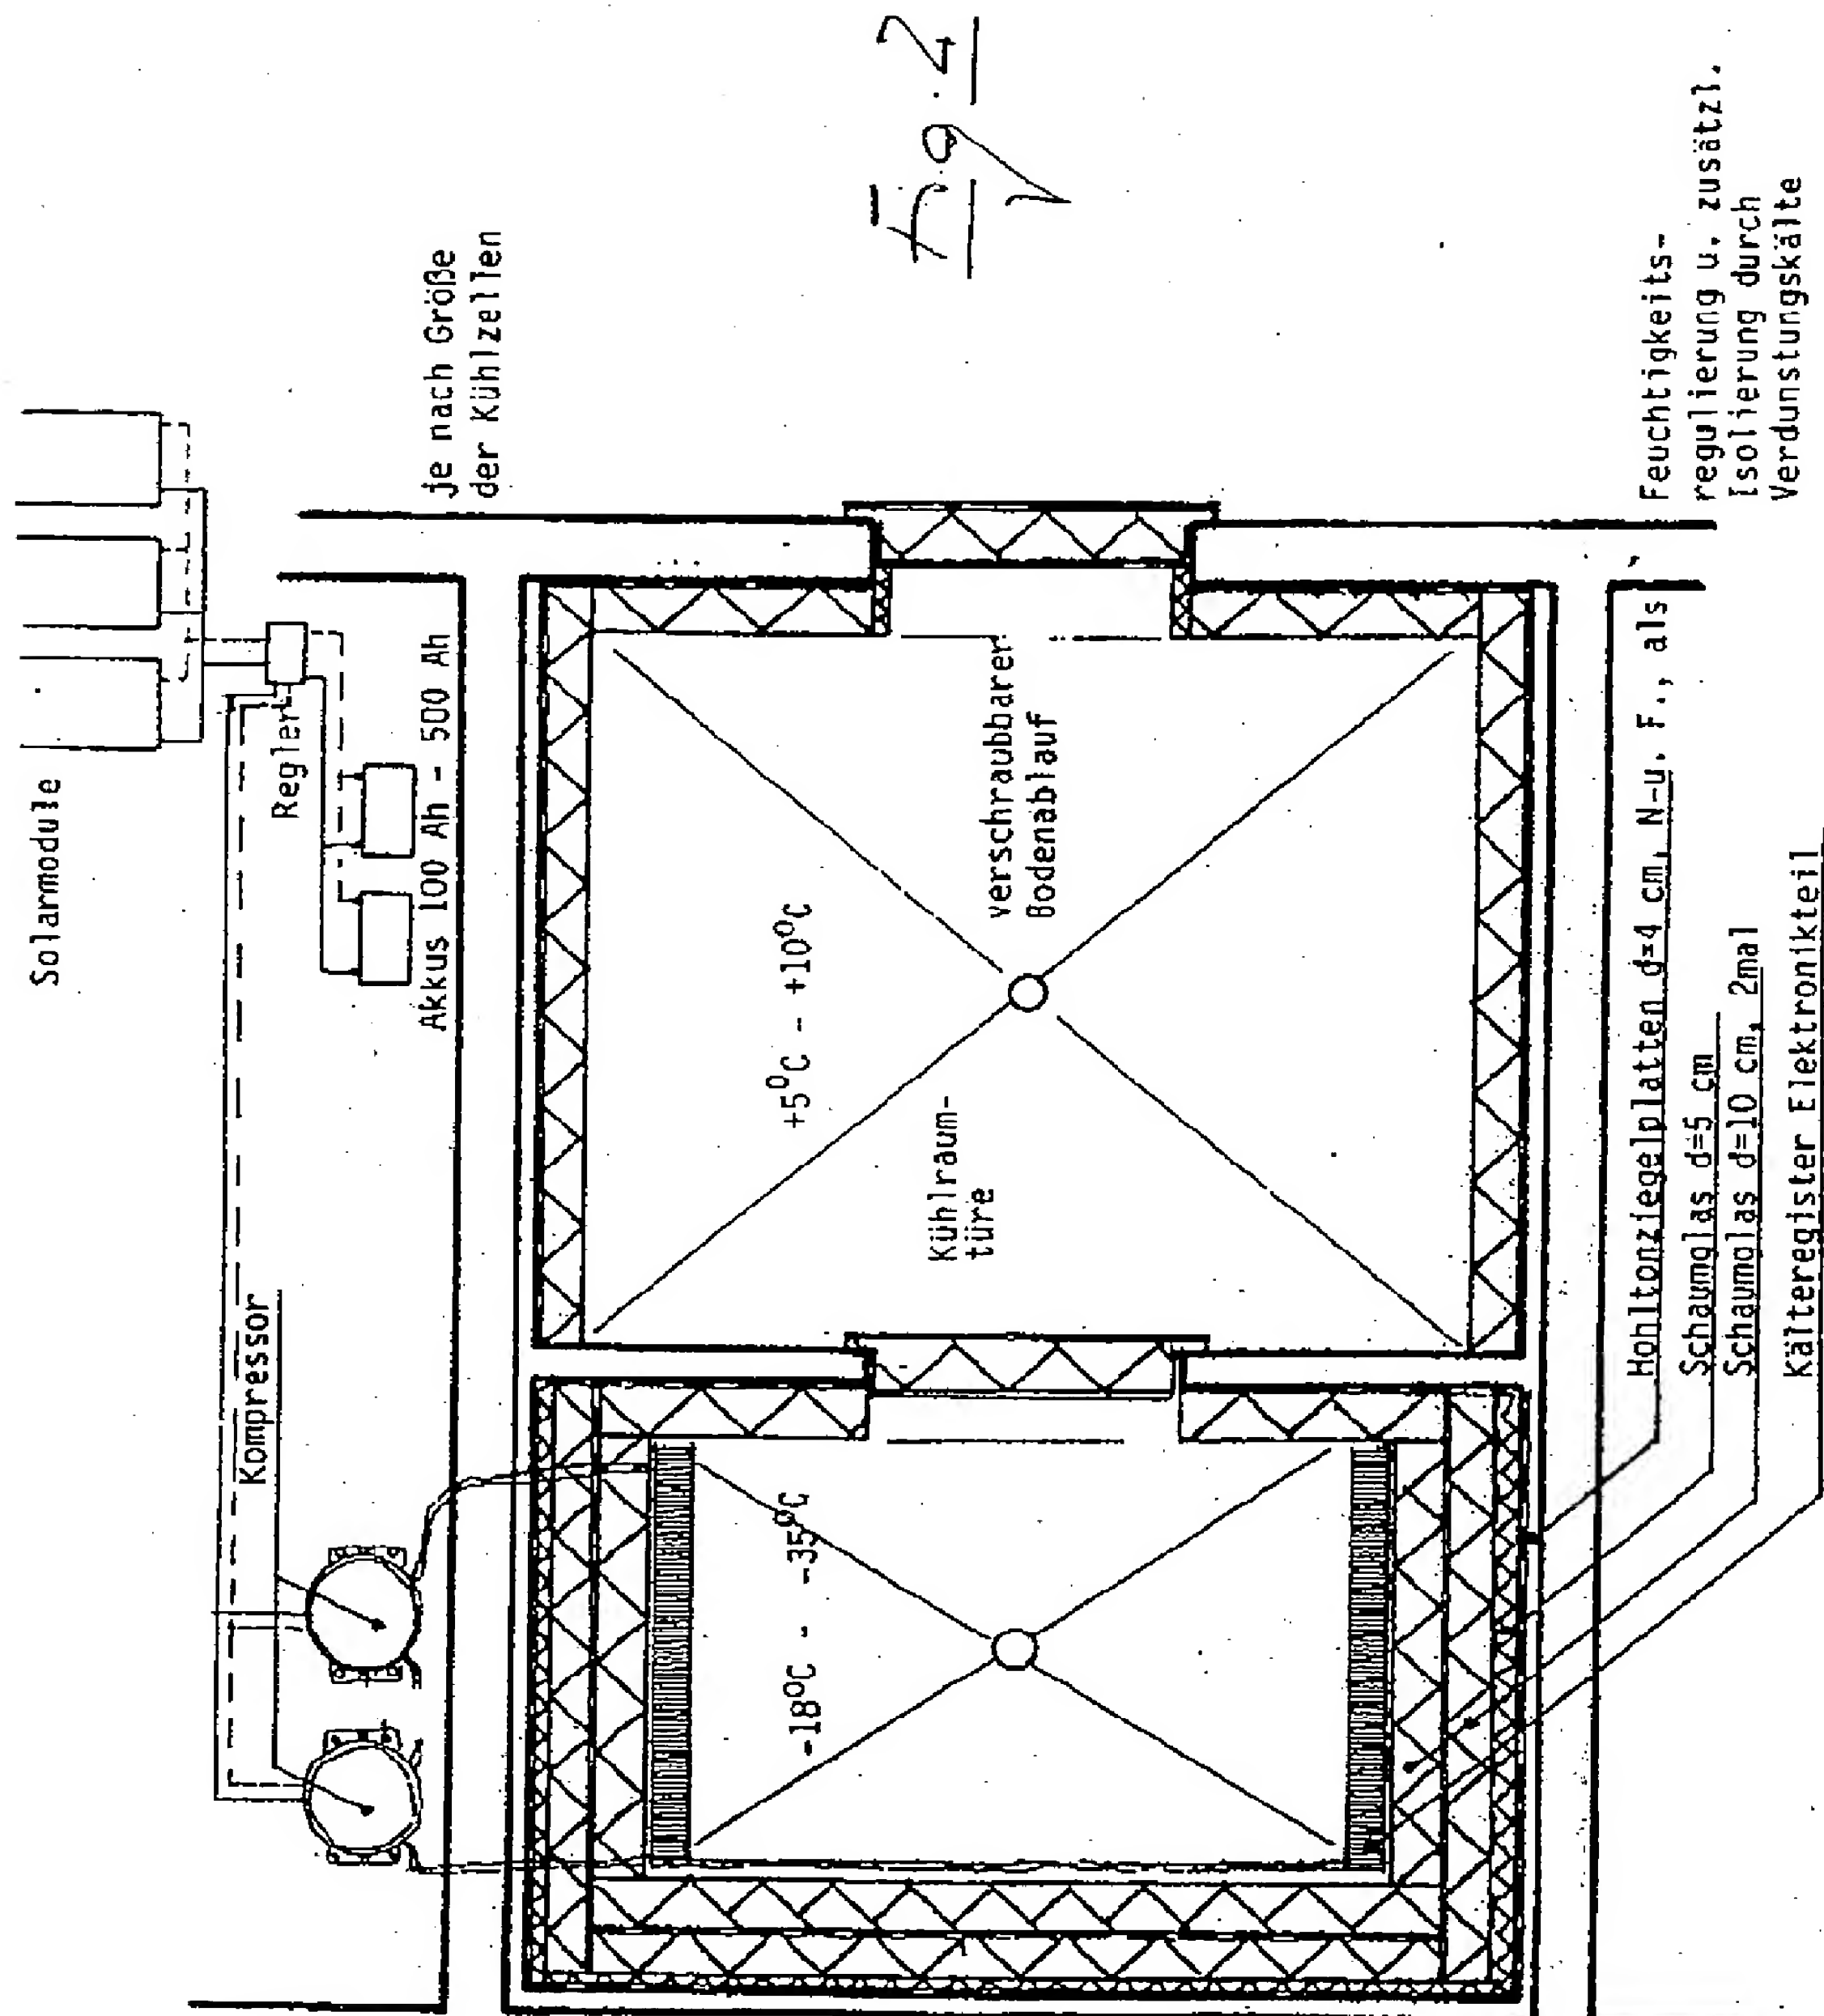 Solarmodule
Regler
Akkus 100 Ah - 500 Ah
je nach Größe
der Kühlzellen
Kompressor
-18°C - -35°C
+5°C - +10°C
Kühlraum-
türe
verschraubbarer
Bodenablauf
Fig. 2
Hohltonziegelplatten d=4 cm, N-u. F., als
Feuchtigkeits-
regulierung u. zusätzl.
Isolierung durch
Verdunstungskälte
Schaumglas d=5 cm
Schaumglas d=10 cm, 2mal
Kälteregister Elektronikteil